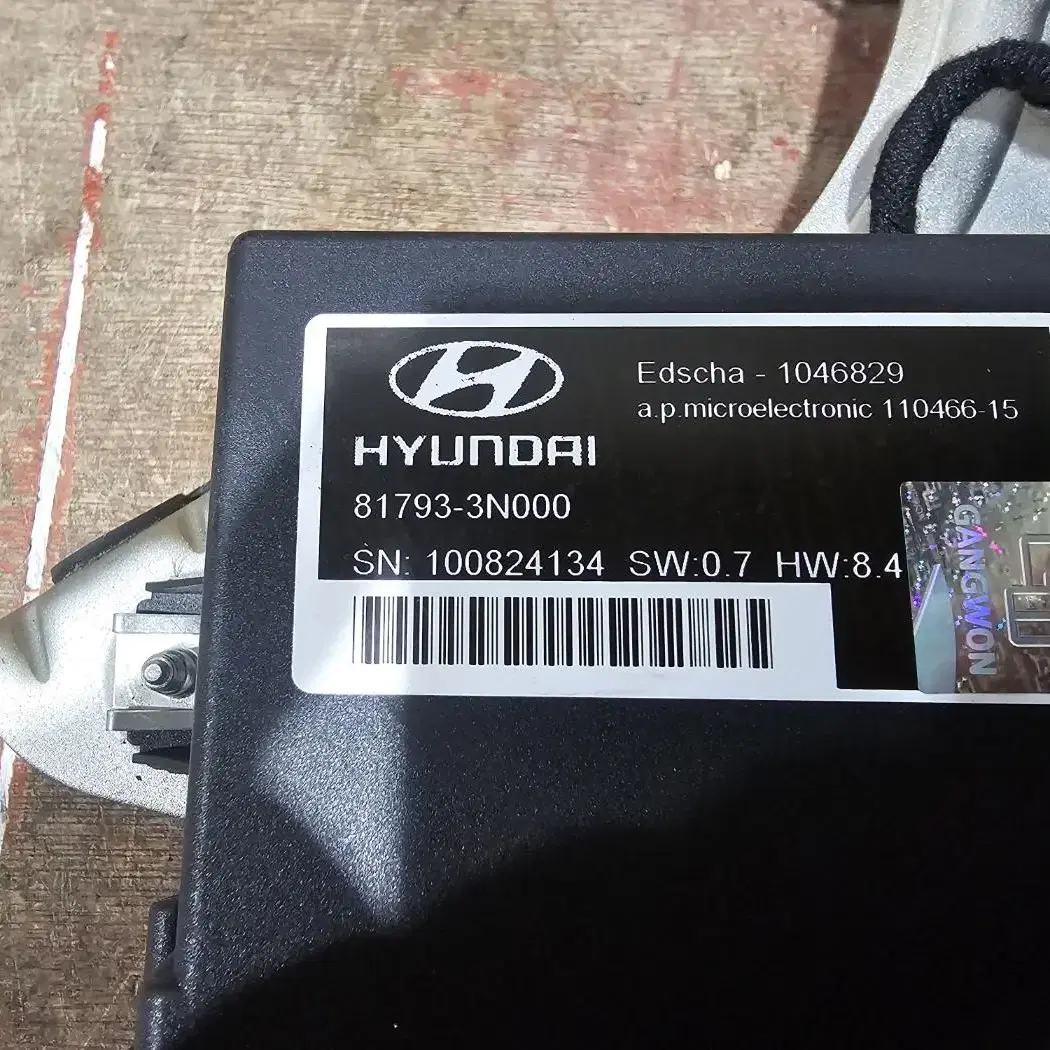 HYUNDAI
Edscha - 1046829
a.p.microelectronic 110466-15
81793-3N000
SN: 100824134 SW:0.7 HW:8.4
GANGWON